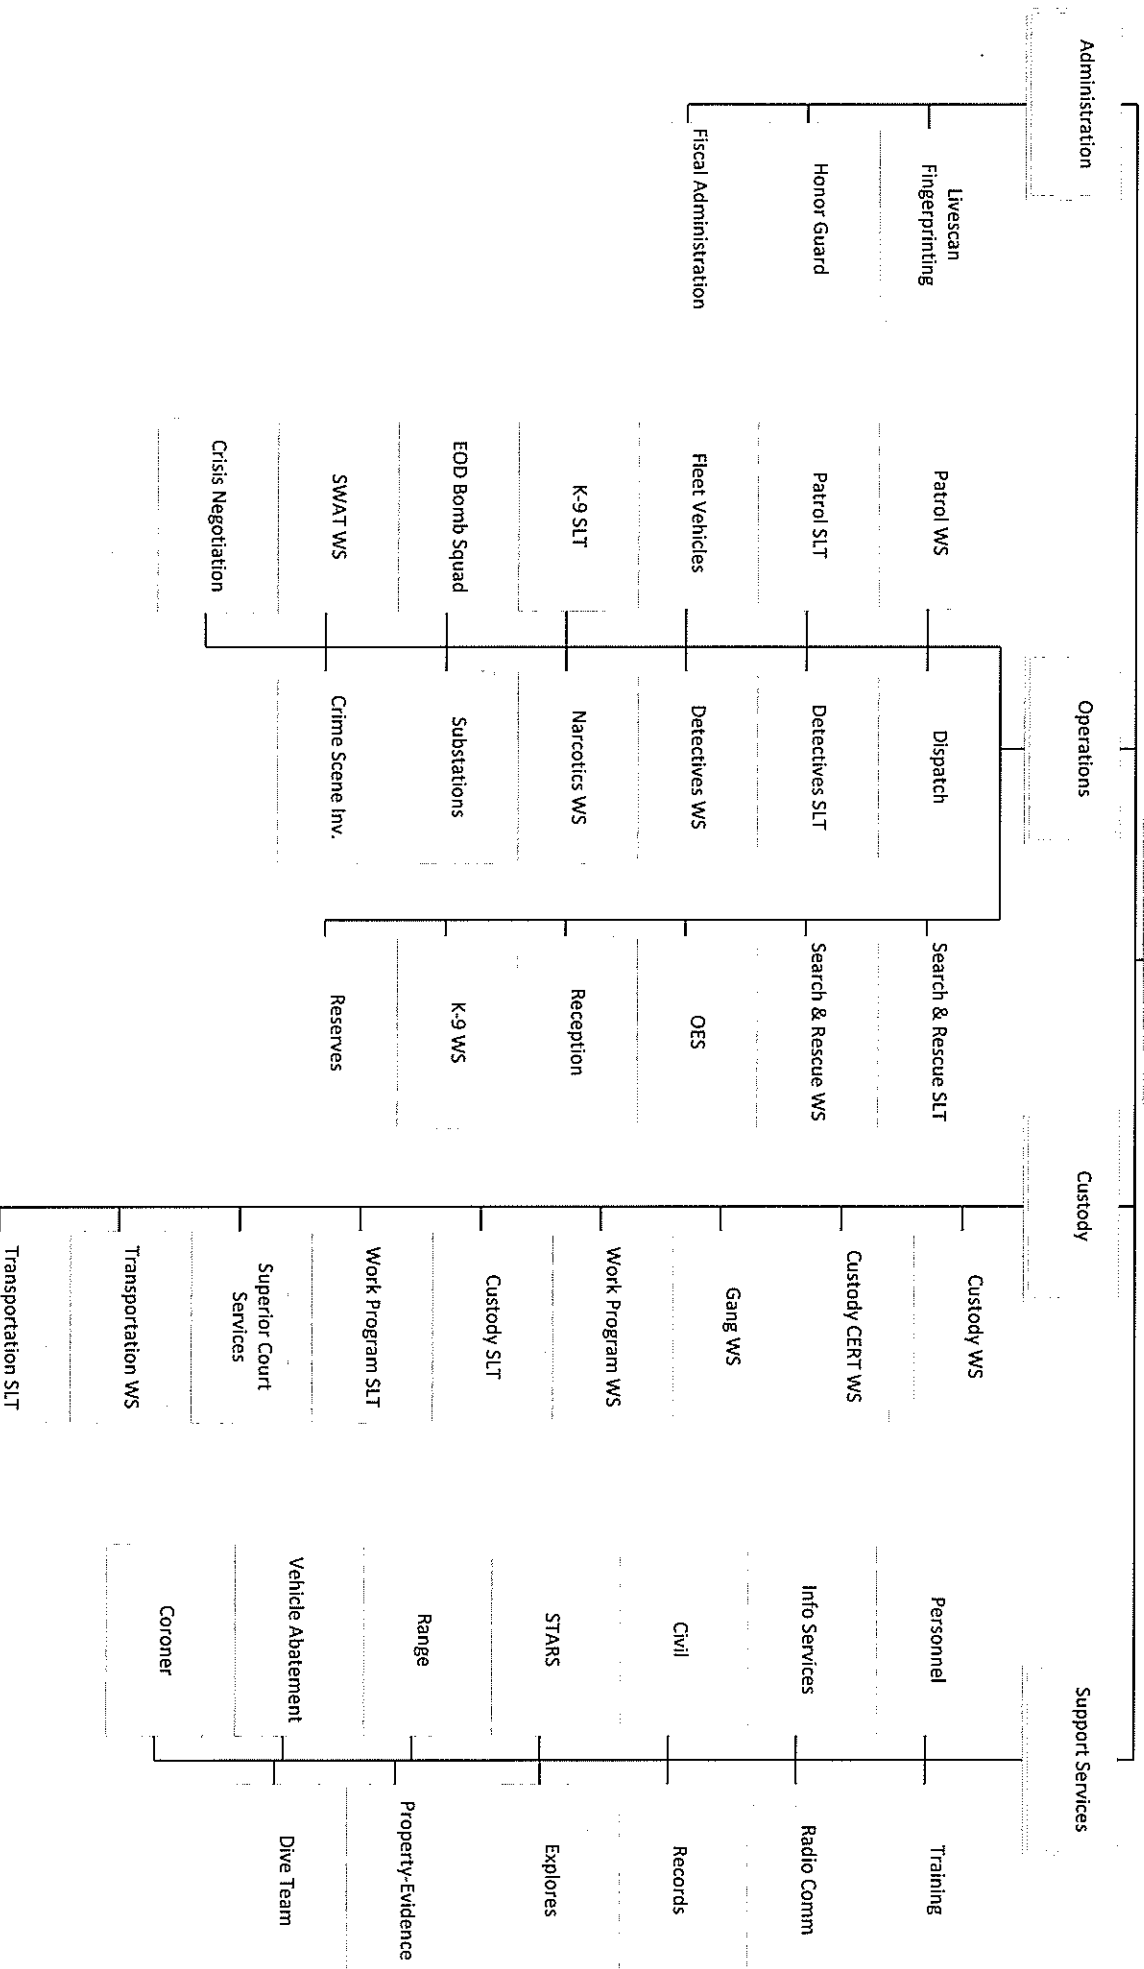 Administration
Livescan
Fingerprinting
Honor Guard
Fiscal Administration
Operations
Patrol WS
Patrol SLT
Fleet Vehicles
K-9 SLT
EOD Bomb Squad
SWAT WS
Crisis Negotiation
Dispatch
Detectives SLT
Detectives WS
Narcotics WS
Substations
Crime Scene Inv.
Search & Rescue SLT
Search & Rescue WS
OES
Reception
K-9 WS
Reserves
Custody
Custody WS
Custody CERT WS
Gang WS
Work Program WS
Custody SLT
Work Program SLT
Superior Court
Services
Transportation WS
Transportation SLT
Support Services
Personnel
Info Services
Civil
STARS
Range
Vehicle Abatement
Coroner
Training
Radio Comm
Records
Explores
Property-Evidence
Dive Team